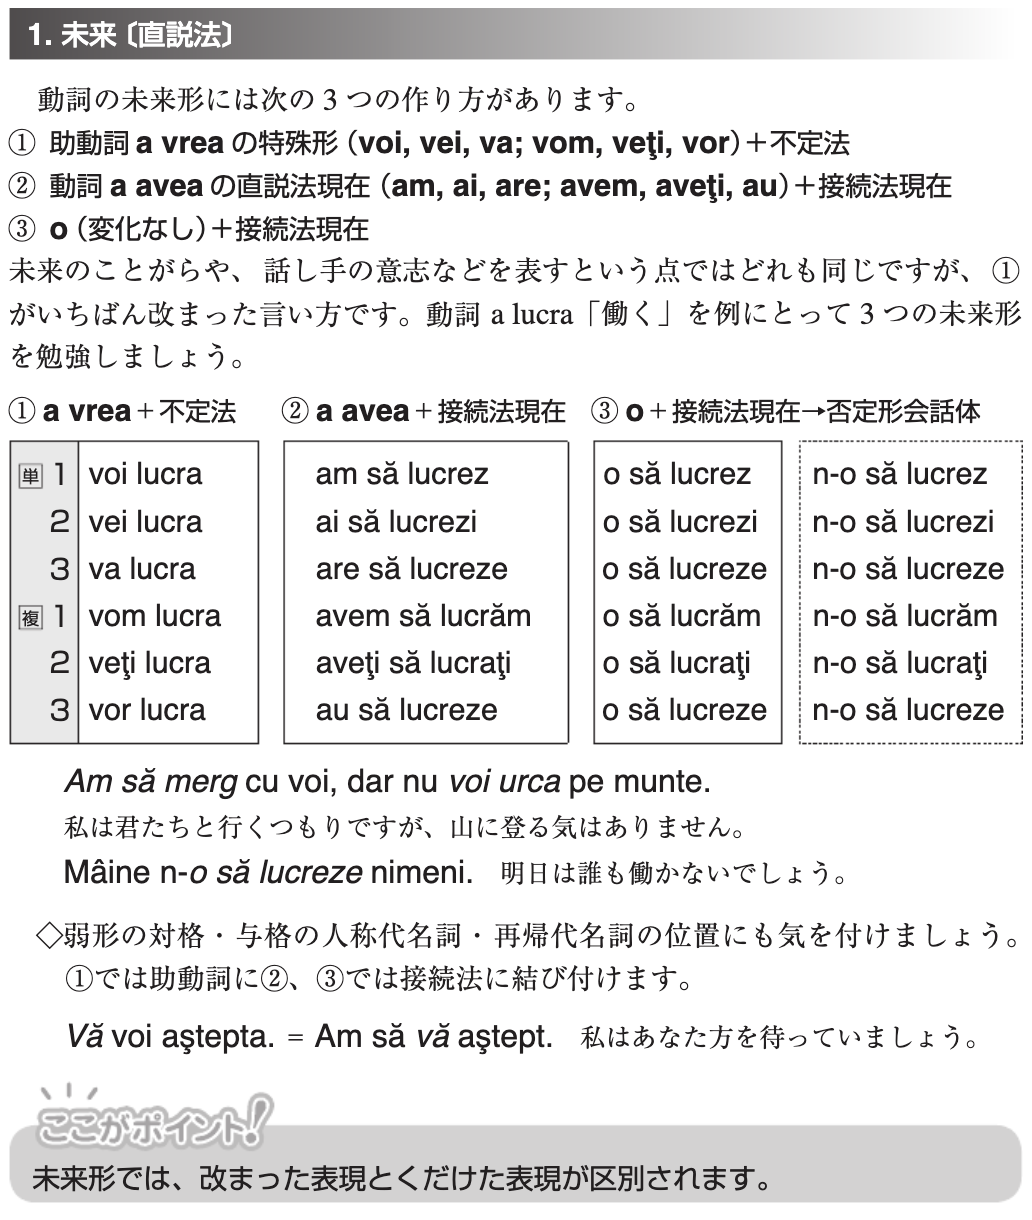 1. 未来〔直説法〕
動詞の未来形には次の3つの作り方があります。
① 助動詞 a vrea の特殊形（voi, vei, va; vom, veţi, vor）＋不定法
② 動詞 a avea の直説法現在（am, ai, are; avem, aveţi, au）＋接続法現在
③ o（変化なし）＋接続法現在
未来のことがらや、話し手の意志などを表すという点ではどれも同じですが、①
がいちばん改まった言い方です。動詞 a lucra「働く」を例にとって3つの未来形
を勉強しましょう。
① a vrea＋不定法 ② a avea＋接続法現在 ③ o＋接続法現在→否定形会話体
単 1 voi lucra am să lucrez o să lucrez n-o să lucrez
2 vei lucra ai să lucrezi o să lucrezi n-o să lucrezi
3 va lucra are să lucreze o să lucreze n-o să lucreze
複 1 vom lucra avem să lucrăm o să lucrăm n-o să lucrăm
2 veţi lucra aveţi să lucraţi o să lucraţi n-o să lucraţi
3 vor lucra au să lucreze o să lucreze n-o să lucreze
Am să merg cu voi, dar nu voi urca pe munte.
私は君たちと行くつもりですが、山に登る気はありません。
Mâine n-o să lucreze nimeni. 明日は誰も働かないでしょう。
◇弱形の対格・与格の人称代名詞・再帰代名詞の位置にも気を付けましょう。
①では助動詞に②、③では接続法に結び付けます。
Vă voi aştepta. = Am să vă aştept. 私はあなた方を待っていましょう。
ここがポイント!
未来形では、改まった表現とくだけた表現が区別されます。